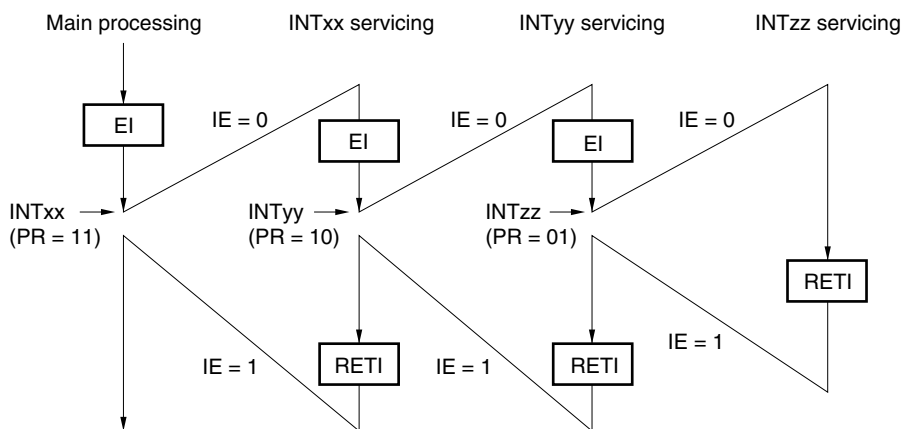 Main processing
INTxx servicing
INTyy servicing
INTzz servicing
EI
IE = 0
EI
IE = 0
EI
IE = 0
INTxx
(PR = 11)
INTyy
(PR = 10)
INTzz
(PR = 01)
RETI
IE = 1
RETI
IE = 1
RETI
IE = 1